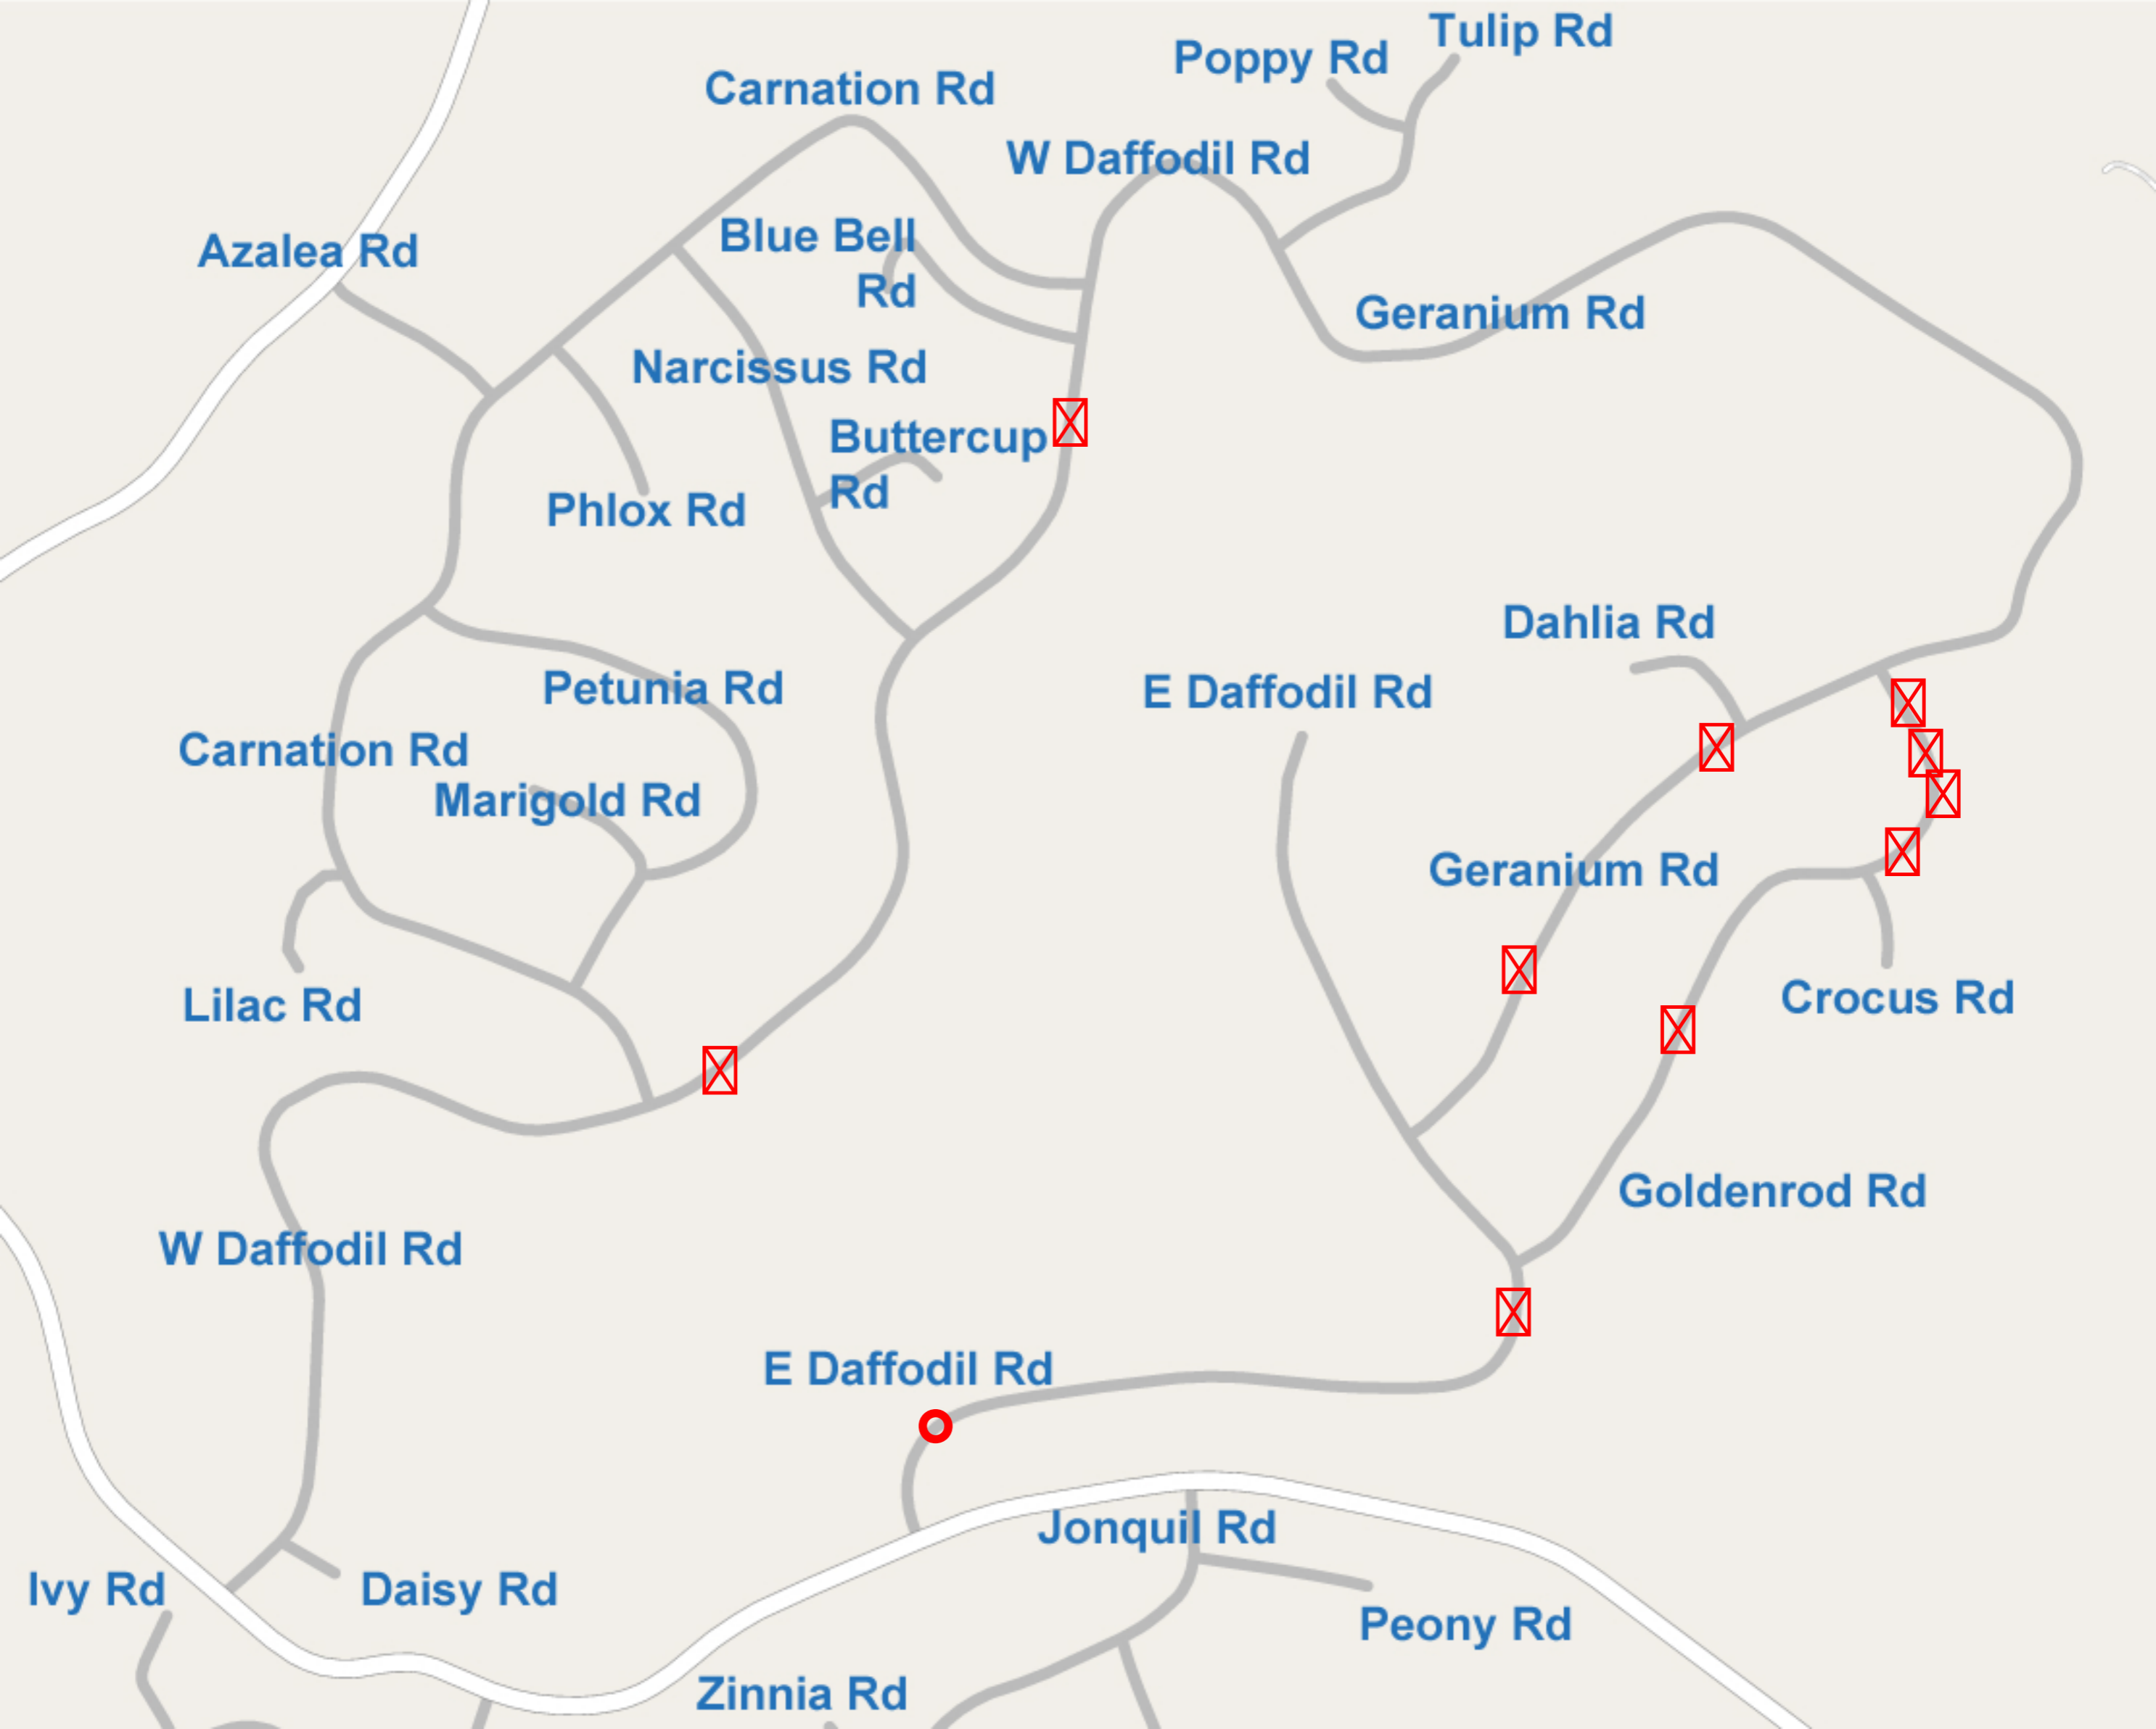 Tulip Rd
Poppy Rd
Carnation Rd
W Daffodil Rd
Blue Bell
Rd
Azalea Rd
Geranium Rd
Narcissus Rd
Buttercup
Rd
Phlox Rd
Dahlia Rd
Petunia Rd
E Daffodil Rd
Carnation Rd
Marigold Rd
Geranium Rd
Lilac Rd
Crocus Rd
Goldenrod Rd
W Daffodil Rd
E Daffodil Rd
Jonquil Rd
Ivy Rd
Daisy Rd
Peony Rd
Zinnia Rd